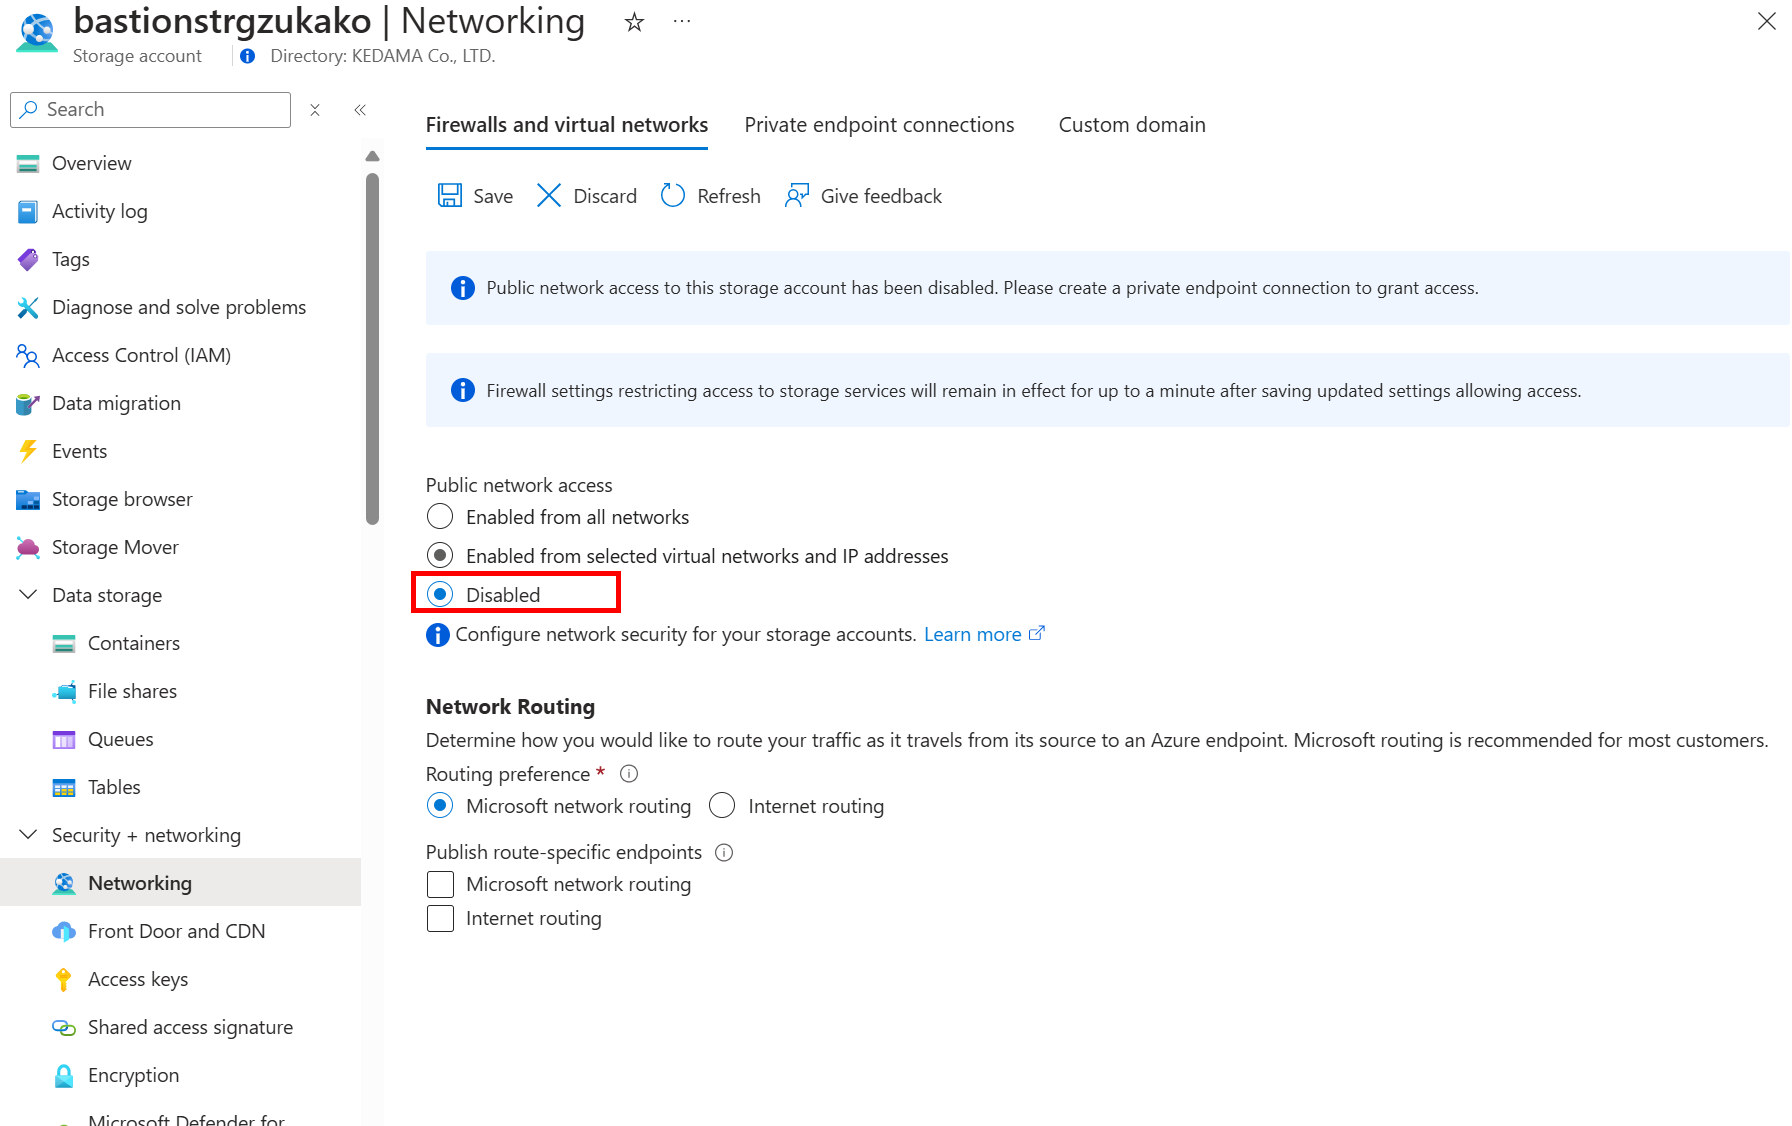 bastionstrgzukako | Networking
Storage account
Directory: KEDAMA Co., LTD.
Search
Overview
Activity log
Tags
Diagnose and solve problems
Access Control (IAM)
Data migration
Events
Storage browser
Storage Mover
Data storage
Containers
File shares
Queues
Tables
Security + networking
Networking
Front Door and CDN
Access keys
Shared access signature
Encryption
Microsoft Defender for
Firewalls and virtual networks Private endpoint connections Custom domain
Save Discard Refresh Give feedback
Public network access to this storage account has been disabled. Please create a private endpoint connection to grant access.
Firewall settings restricting access to storage services will remain in effect for up to a minute after saving updated settings allowing access.
Public network access
Enabled from all networks
Enabled from selected virtual networks and IP addresses
Disabled
Configure network security for your storage accounts. Learn more
Network Routing
Determine how you would like to route your traffic as it travels from its source to an Azure endpoint. Microsoft routing is recommended for most customers.
Routing preference *
Microsoft network routing Internet routing
Publish route-specific endpoints
Microsoft network routing
Internet routing